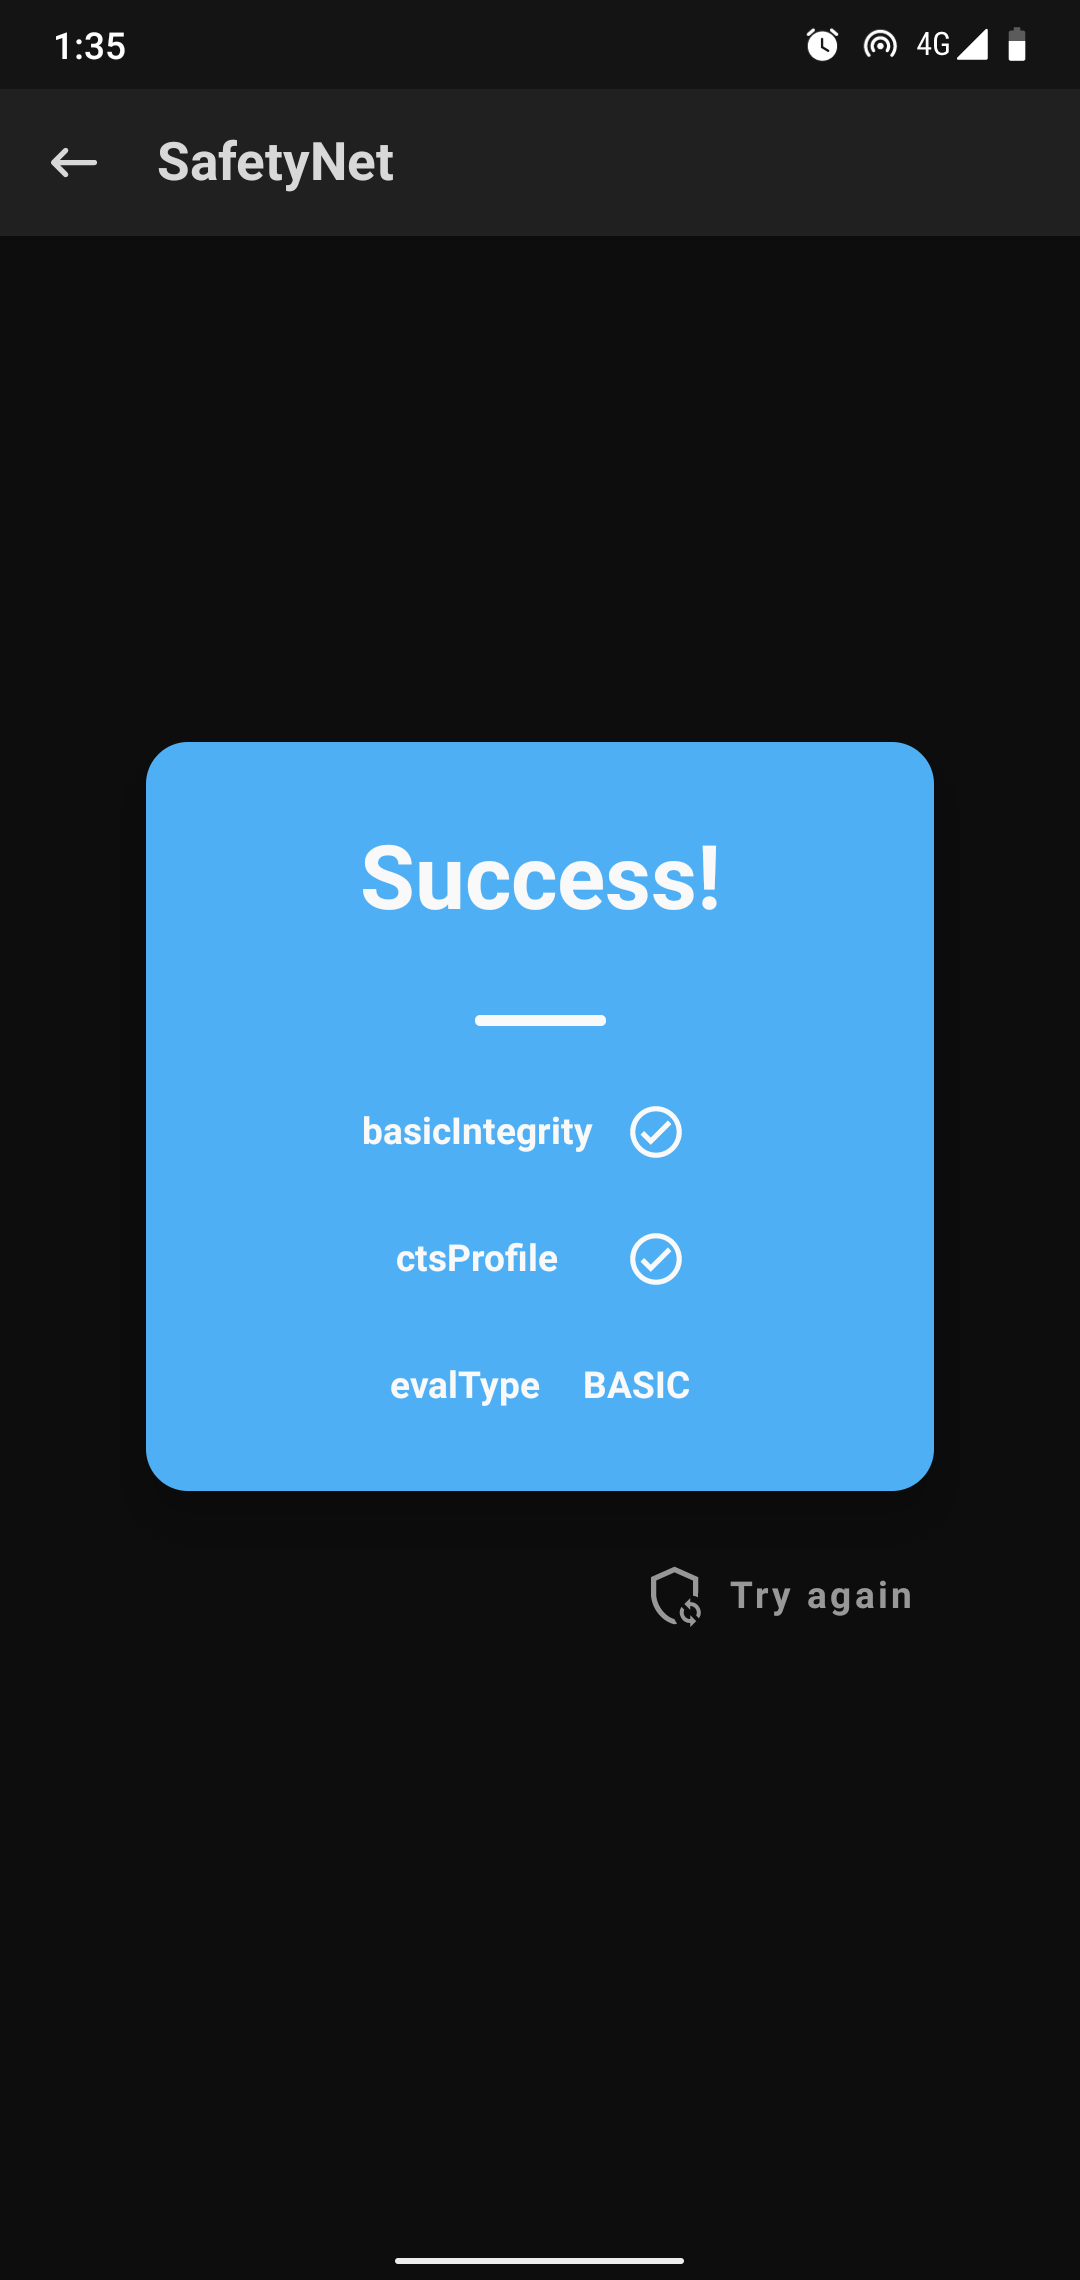 1:35 4G
SafetyNet
Success!
basicIntegrity
ctsProfile
evalType BASIC
Try again